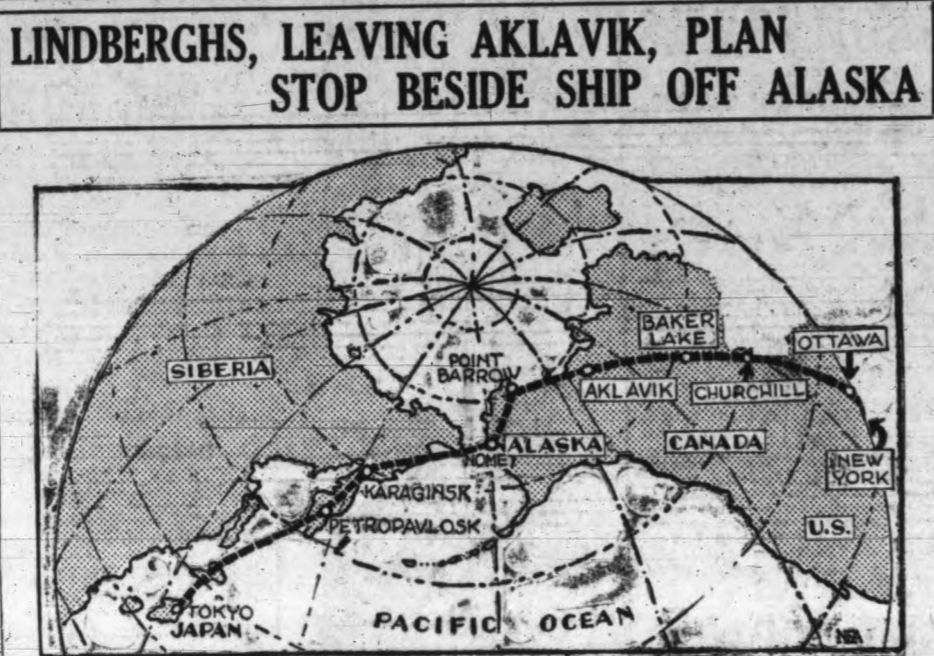 LINDBERGHS, LEAVING AKLAVIK, PLAN
STOP BESIDE SHIP OFF ALASKA
SIBERIA
POINT
BARROW
BAKER
LAKE
OTTAWA
AKLAVIK
CHURCHILL
ALASKA
CANADA
NOME
NEW
YORK
KARAGINSK
PETROPAVLOSK
U.S.
TOKYO
JAPAN
PACIFIC OCEAN
NEA